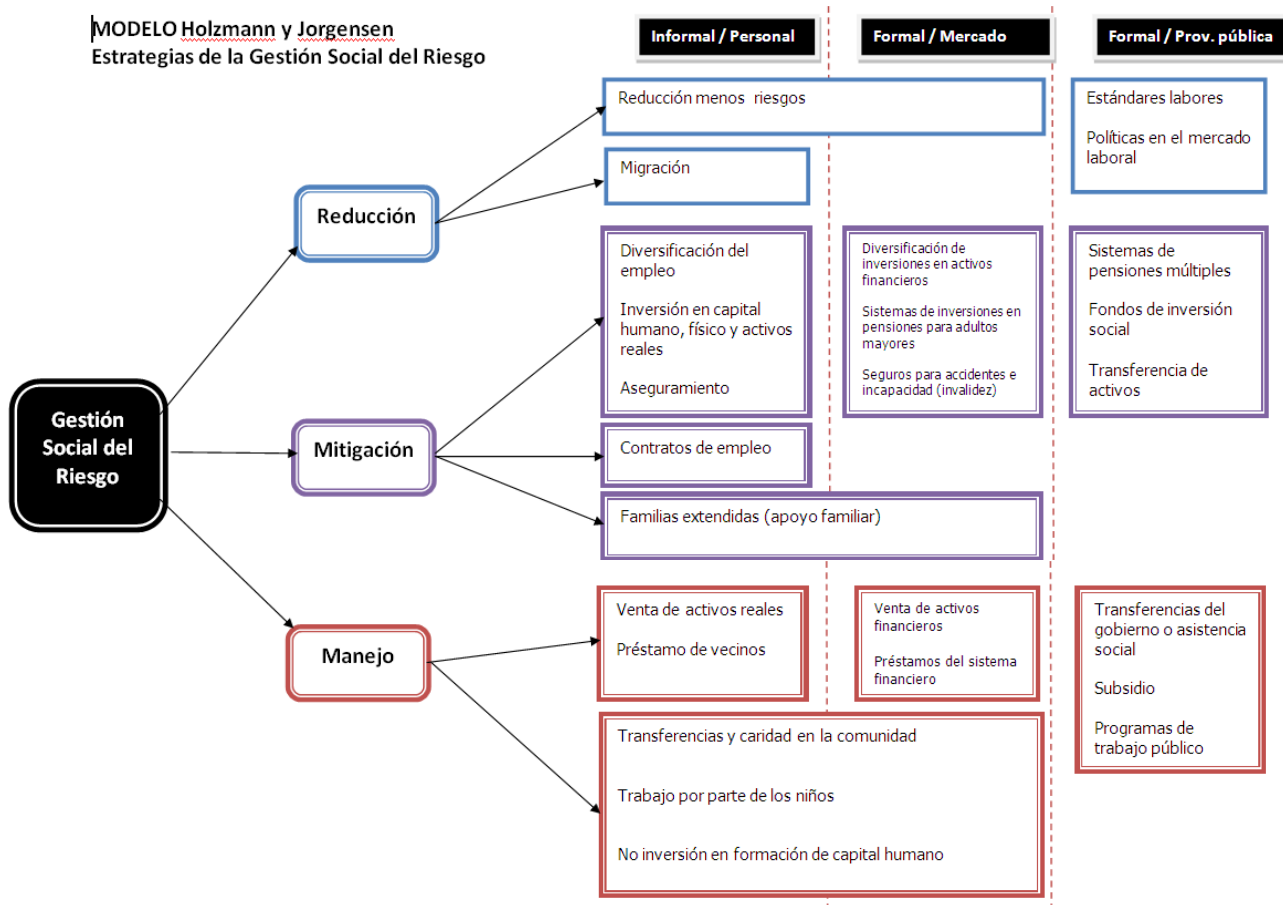 MODELO Holzmann y Jorgensen
Estrategias de la Gestión Social del Riesgo
Informal / Personal
Formal / Mercado
Formal / Prov. pública
Reducción menos riesgos
Estándares labores
Políticas en el mercado
laboral
Migración
Reducción
Diversificación del
empleo
Inversión en capital
humano, físico y activos
reales
Aseguramiento
Diversificación de
inversiones en activos
financieros
Sistemas de inversiones en
pensiones para adultos
mayores
Seguros para accidentes e
incapacidad (invalidez)
Sistemas de
pensiones múltiples
Fondos de inversión
social
Transferencia de
activos
Gestión
Social del
Riesgo
Mitigación
Contratos de empleo
Familias extendidas (apoyo familiar)
Manejo
Venta de activos reales
Préstamo de vecinos
Venta de activos
financieros
Préstamos del sistema
financiero
Transferencias del
gobierno o asistencia
social
Subsidio
Programas de
trabajo público
Transferencias y caridad en la comunidad
Trabajo por parte de los niños
No inversión en formación de capital humano